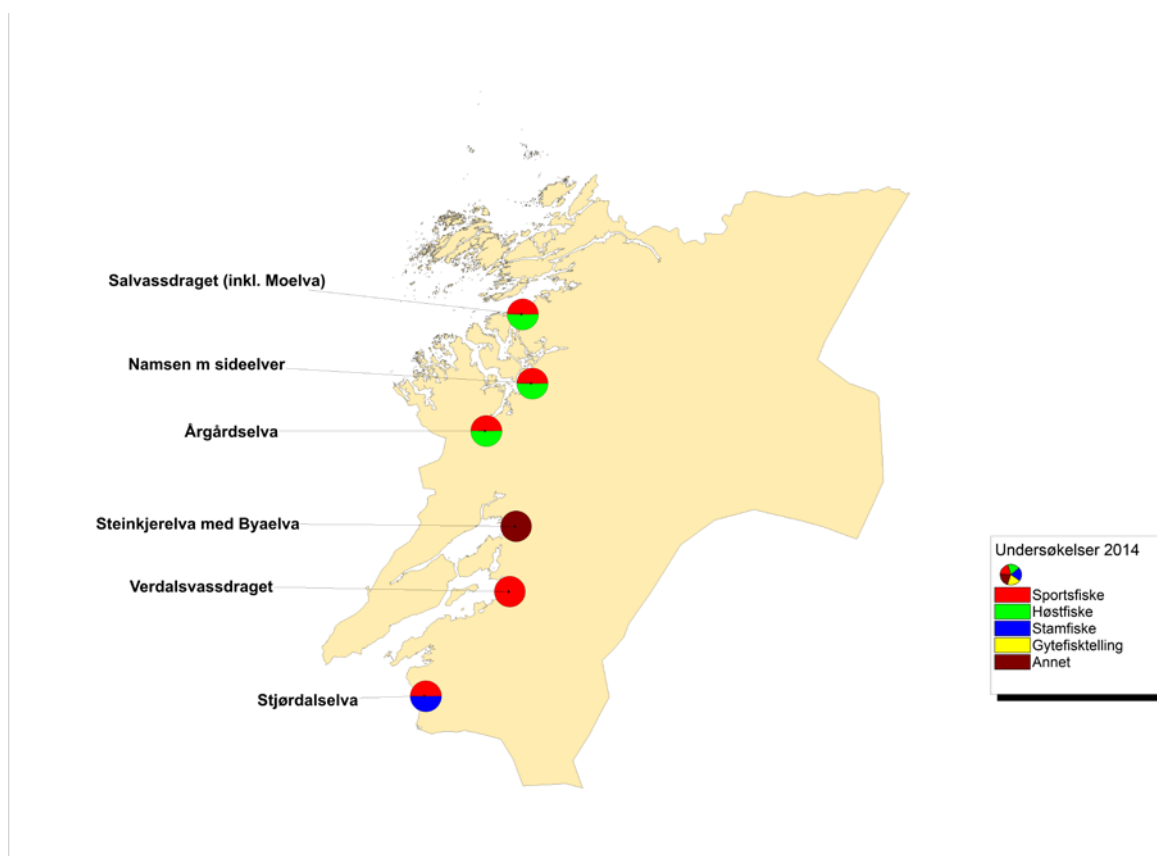 Salvassdraget (inkl. Moelva)
Namsen m sideelver
Årgårdselva
Steinkjerelva med Byaelva
Verdalsvassdraget
Stjørdalselva
Undersøkelser 2014
Sportsfiske
Høstfiske
Stamfiske
Gytefisktelling
Annet